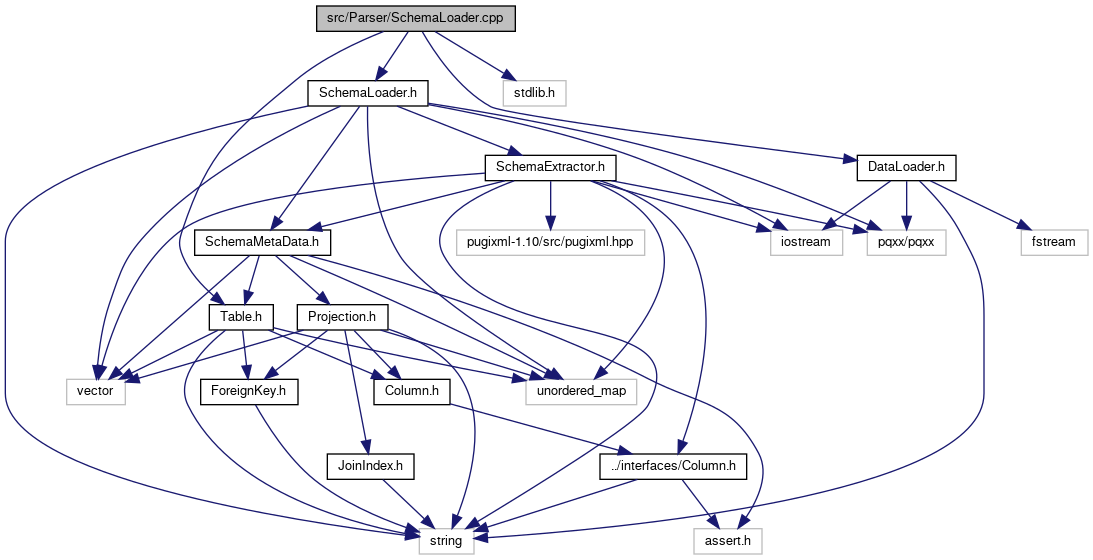 src/Parser/SchemaLoader.cpp
SchemaLoader.h
stdlib.h
SchemaExtractor.h
DataLoader.h
SchemaMetaData.h
pugixml-1.10/src/pugixml.hpp
iostream
pqxx/pqxx
fstream
Table.h
Projection.h
vector
ForeignKey.h
Column.h
unordered_map
JoinIndex.h
../interfaces/Column.h
string
assert.h